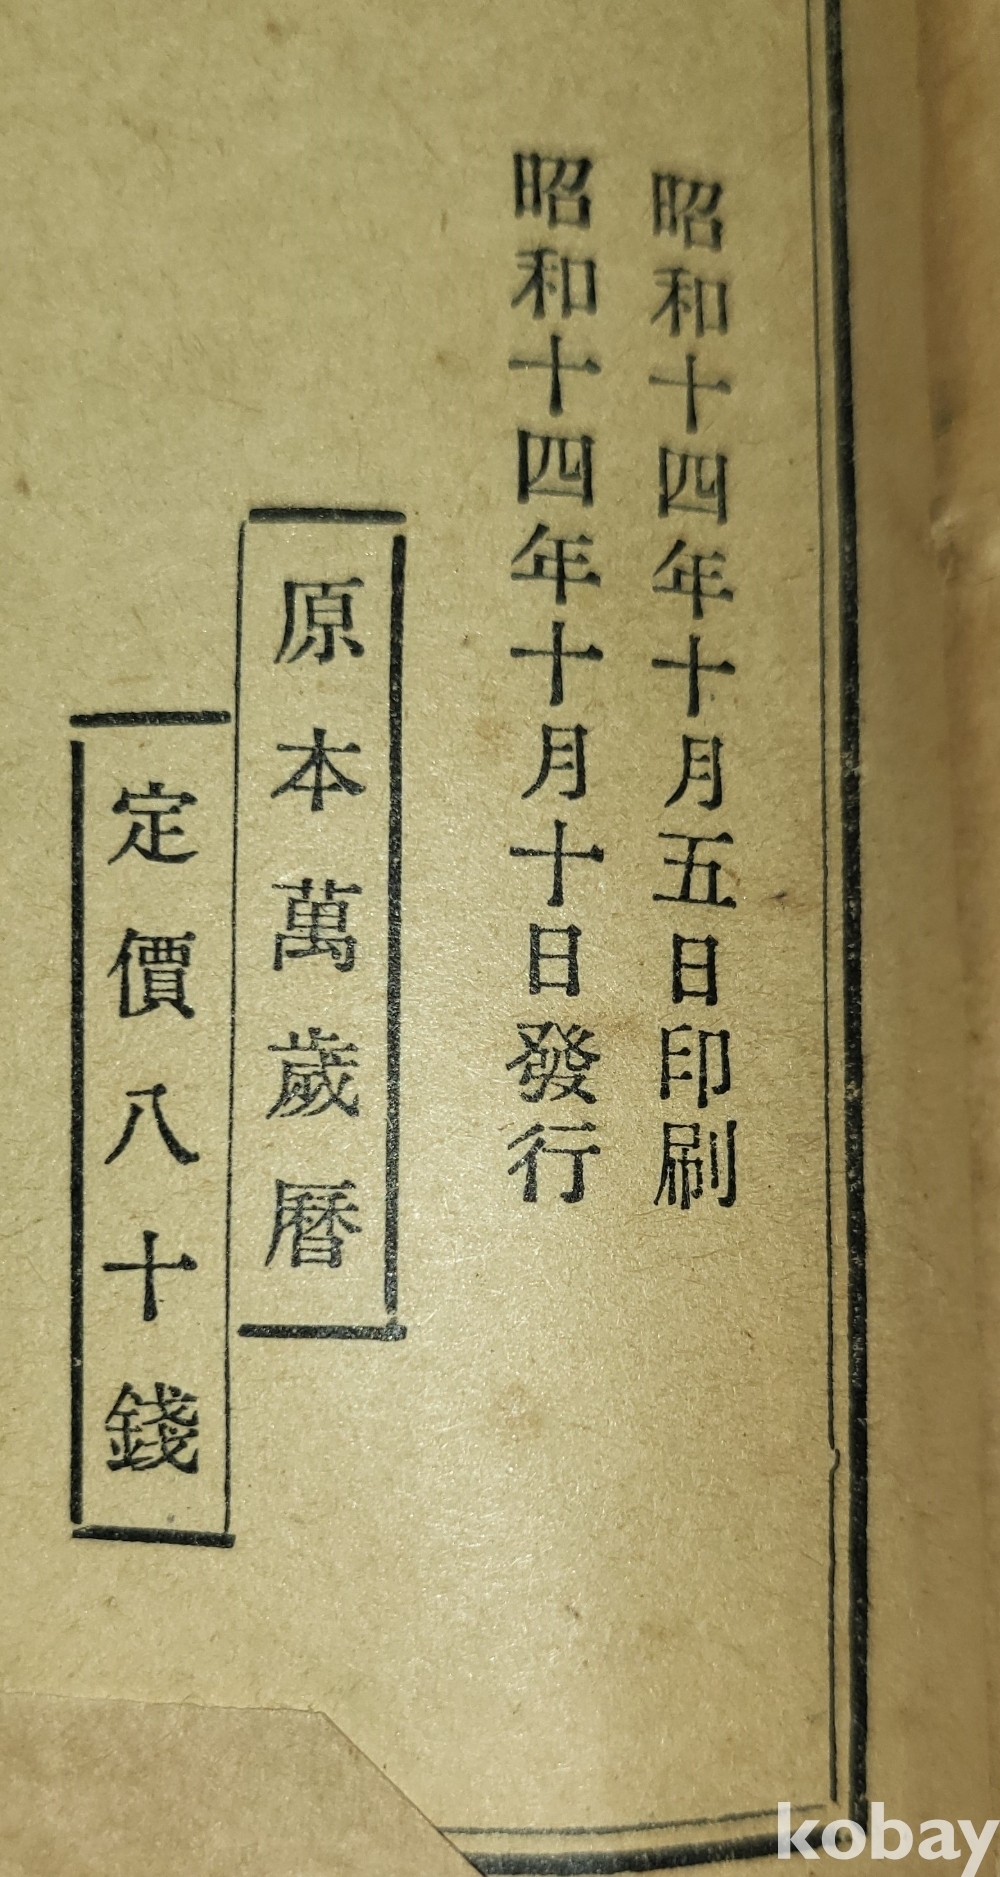 昭和十四年十月五日印刷
昭和十四年十月十日發行
原本萬歲曆
定價八十錢
kobay